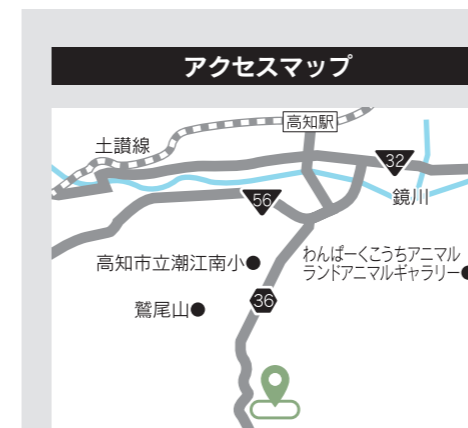 アクセスマップ
高知駅
土讃線
32
鏡川
56
わんぱーくこうちアニマル
ランドアニマルギャラリー●
高知市立潮江南小●
鷲尾山●
36